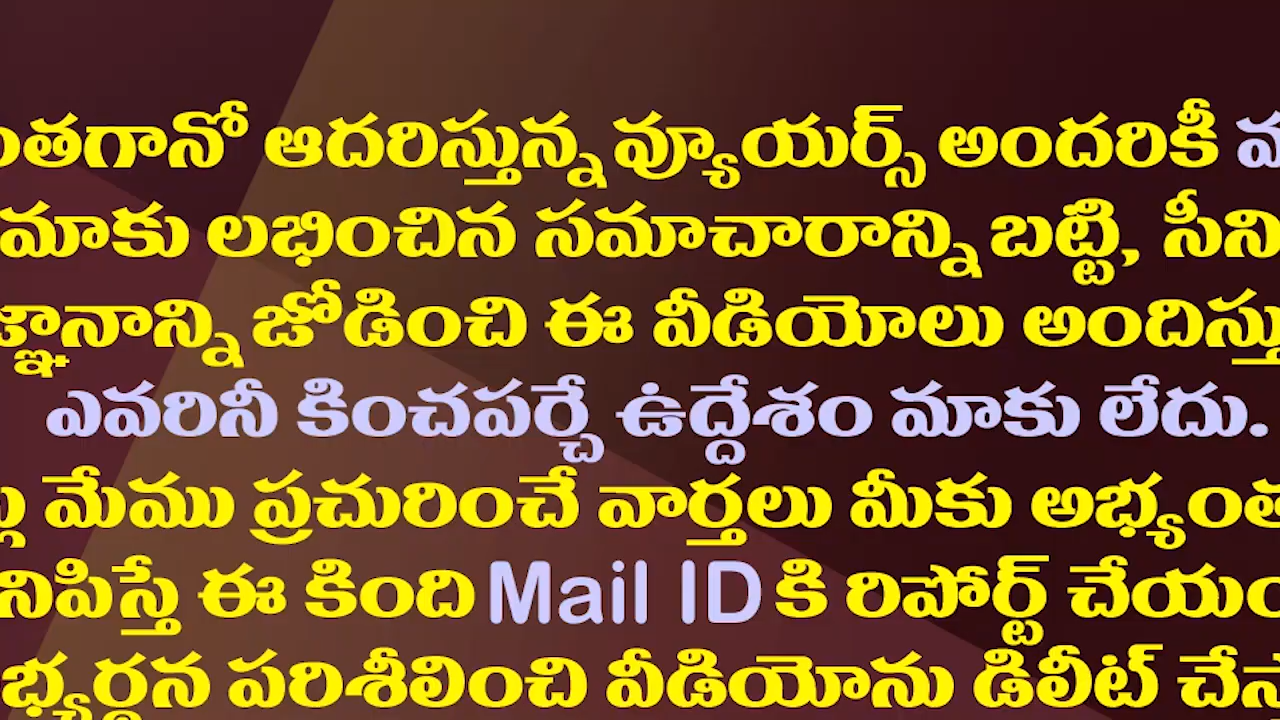 ంతగానో ఆదరిస్తున్న వ్యూయర్స్ అందరికీ
మాకు లభించిన సమాచారాన్ని బట్టి, సీని
జ్ఞానాన్ని జోడించి ఈ వీడియోలు అందిస్తు
ఎవరినీ కించపర్చే ఉద్దేశం మాకు లేదు.
మేము ప్రచురించే వార్తలు మీకు అభ్యంత
నిపిస్తే ఈ కింది Mail ID కి రిపోర్ట్ చేయం
భ్యర్థన పరిశీలించి వీడియోను డిలీట్ చేస